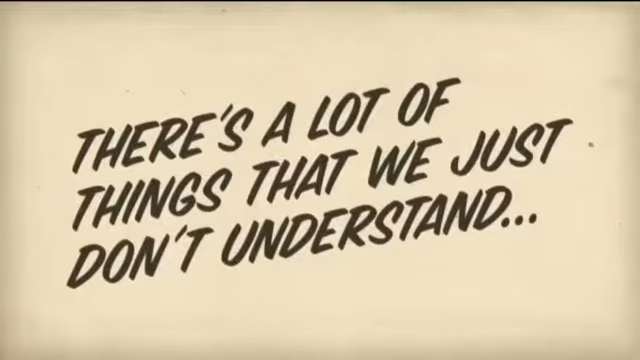 THERE'S A LOT OF
THINGS THAT WE JUST
DON'T UNDERSTAND...